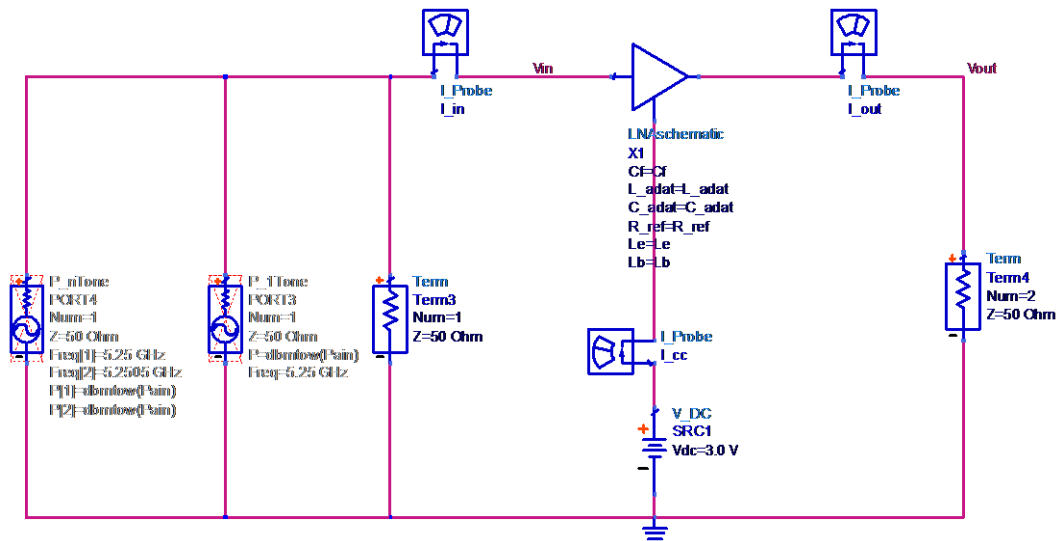 I_Probe
I_in
Vin
I_Probe
I_out
Vout
LNAschematic
X1
Cf=Cf
L_adat=L_adat
C_adat=C_adat
R_ref=R_ref
Le=Le
Lb=Lb
P_nTone
PORT4
Num=1
Z=50 Ohm
Freq[1]=5.25 GHz
Freq[2]=5.2505 GHz
P[1]=dbmtow(Pain)
P[2]=dbmtow(Pain)
P_1Tone
PORT3
Num=1
Z=50 Ohm
P=dbmtow(Pain)
Freq=5.25 GHz
Term
Term3
Num=1
Z=50 Ohm
I_Probe
I_cc
V_DC
SRC1
Vdc=3.0 V
Term
Term4
Num=2
Z=50 Ohm